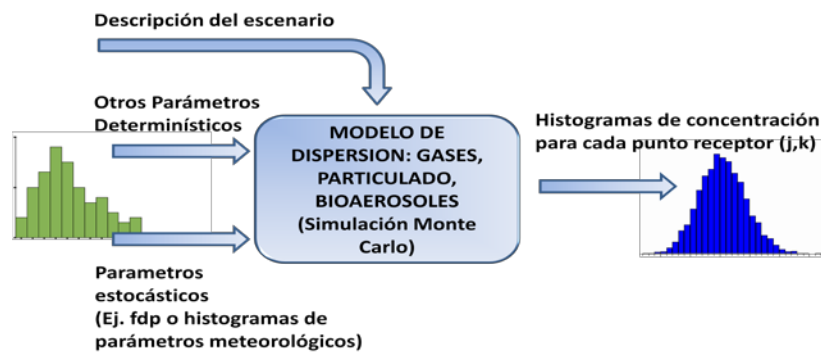 Descripción del escenario
Otros Parámetros
Determinísticos
MODELO DE
DISPERSION: GASES,
PARTICULADO,
BIOAEROSOLES
(Simulación Monte
Carlo)
Histogramas de concentración
para cada punto receptor (j,k)
Parametros
estocásticos
(Ej. fdp o histogramas de
parámetros meteorológicos)